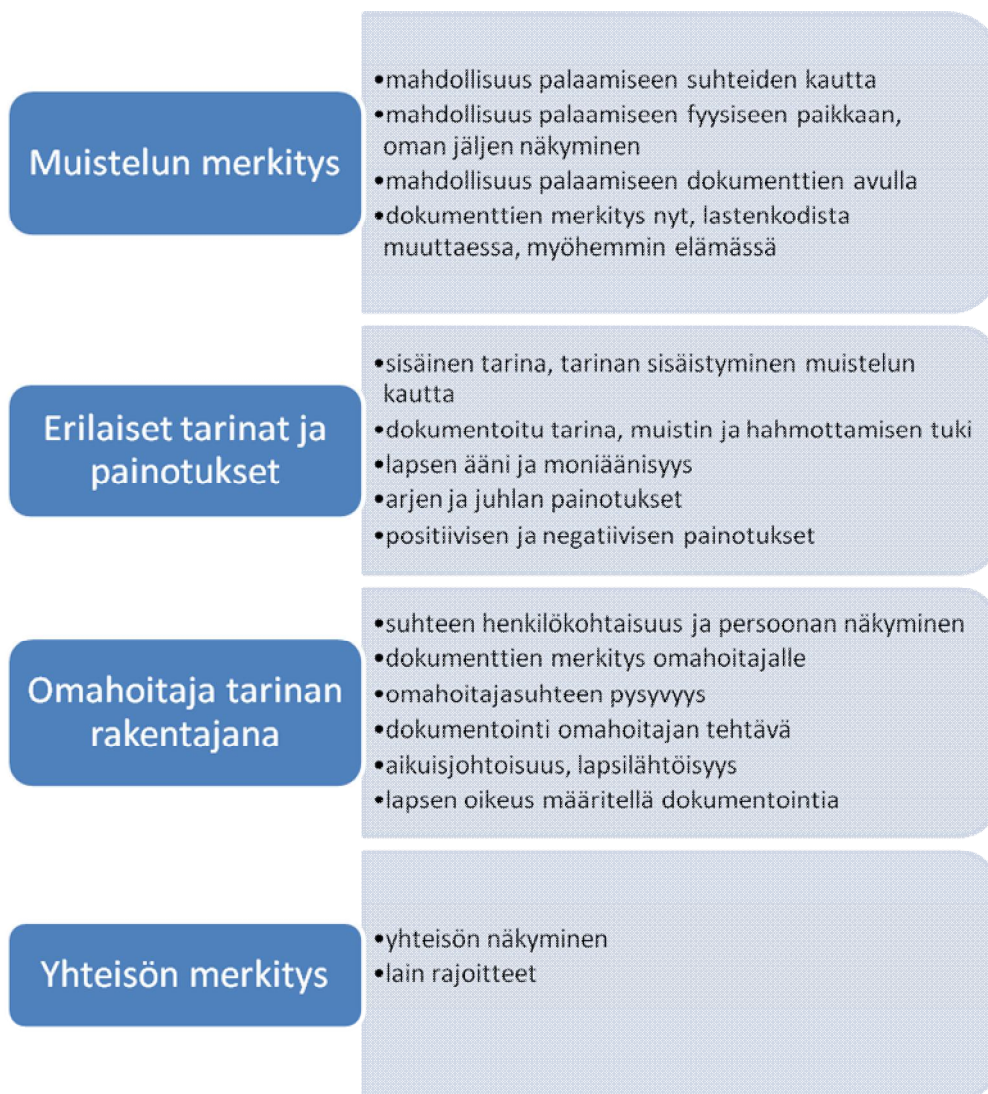 Muistelun merkitys
•mahdollisuus palaamiseen suhteiden kautta
•mahdollisuus palaamiseen fyysiseen paikkaan,
oman jäljen näkyminen
•mahdollisuus palaamiseen dokumenttien avulla
•dokumenttien merkitys nyt, lastenkodista
muuttaessa, myöhemmin elämässä
Erilaiset tarinat ja
painotukset
•sisäinen tarina, tarinan sisäistyminen muistelun
kautta
•dokumentoitu tarina, muistin ja hahmottamisen tuki
•lapsen ääni ja moniäänisyys
•arjen ja juhlan painotukset
•positiivisen ja negatiivisen painotukset
Omahoitaja tarinan
rakentajana
•suhteen henkilökohtaisuus ja persoonan näkyminen
•dokumenttien merkitys omahoitajalle
•omahoitajasuhteen pysyvyys
•dokumentointi omahoitajan tehtävä
•aikuisjohtoisuus, lapsilähtöisyys
•lapsen oikeus määritellä dokumentointia
Yhteisön merkitys
•yhteisön näkyminen
•lain rajoitteet